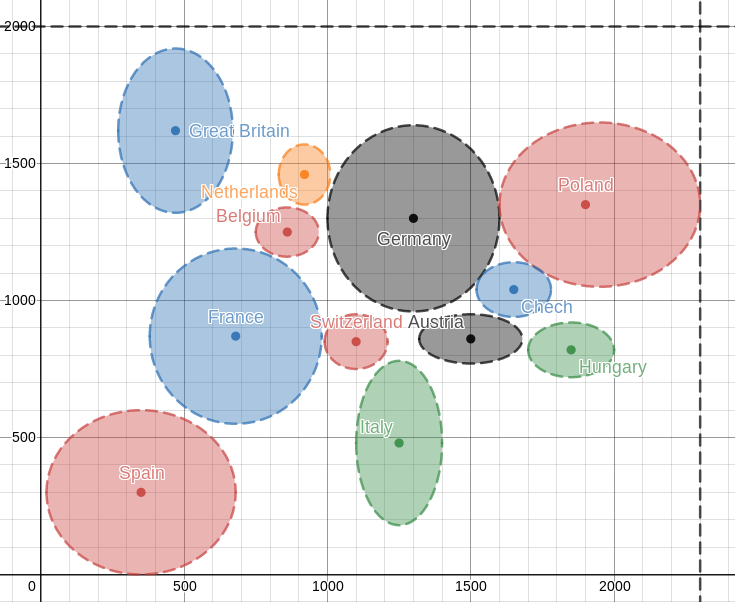 2000
Great Britain
1500
Netherlands
Poland
Belgium
Germany
1000
Chech
France
Switzerland
Austria
Hungary
500
Italy
Spain
0
500
1000
1500
2000